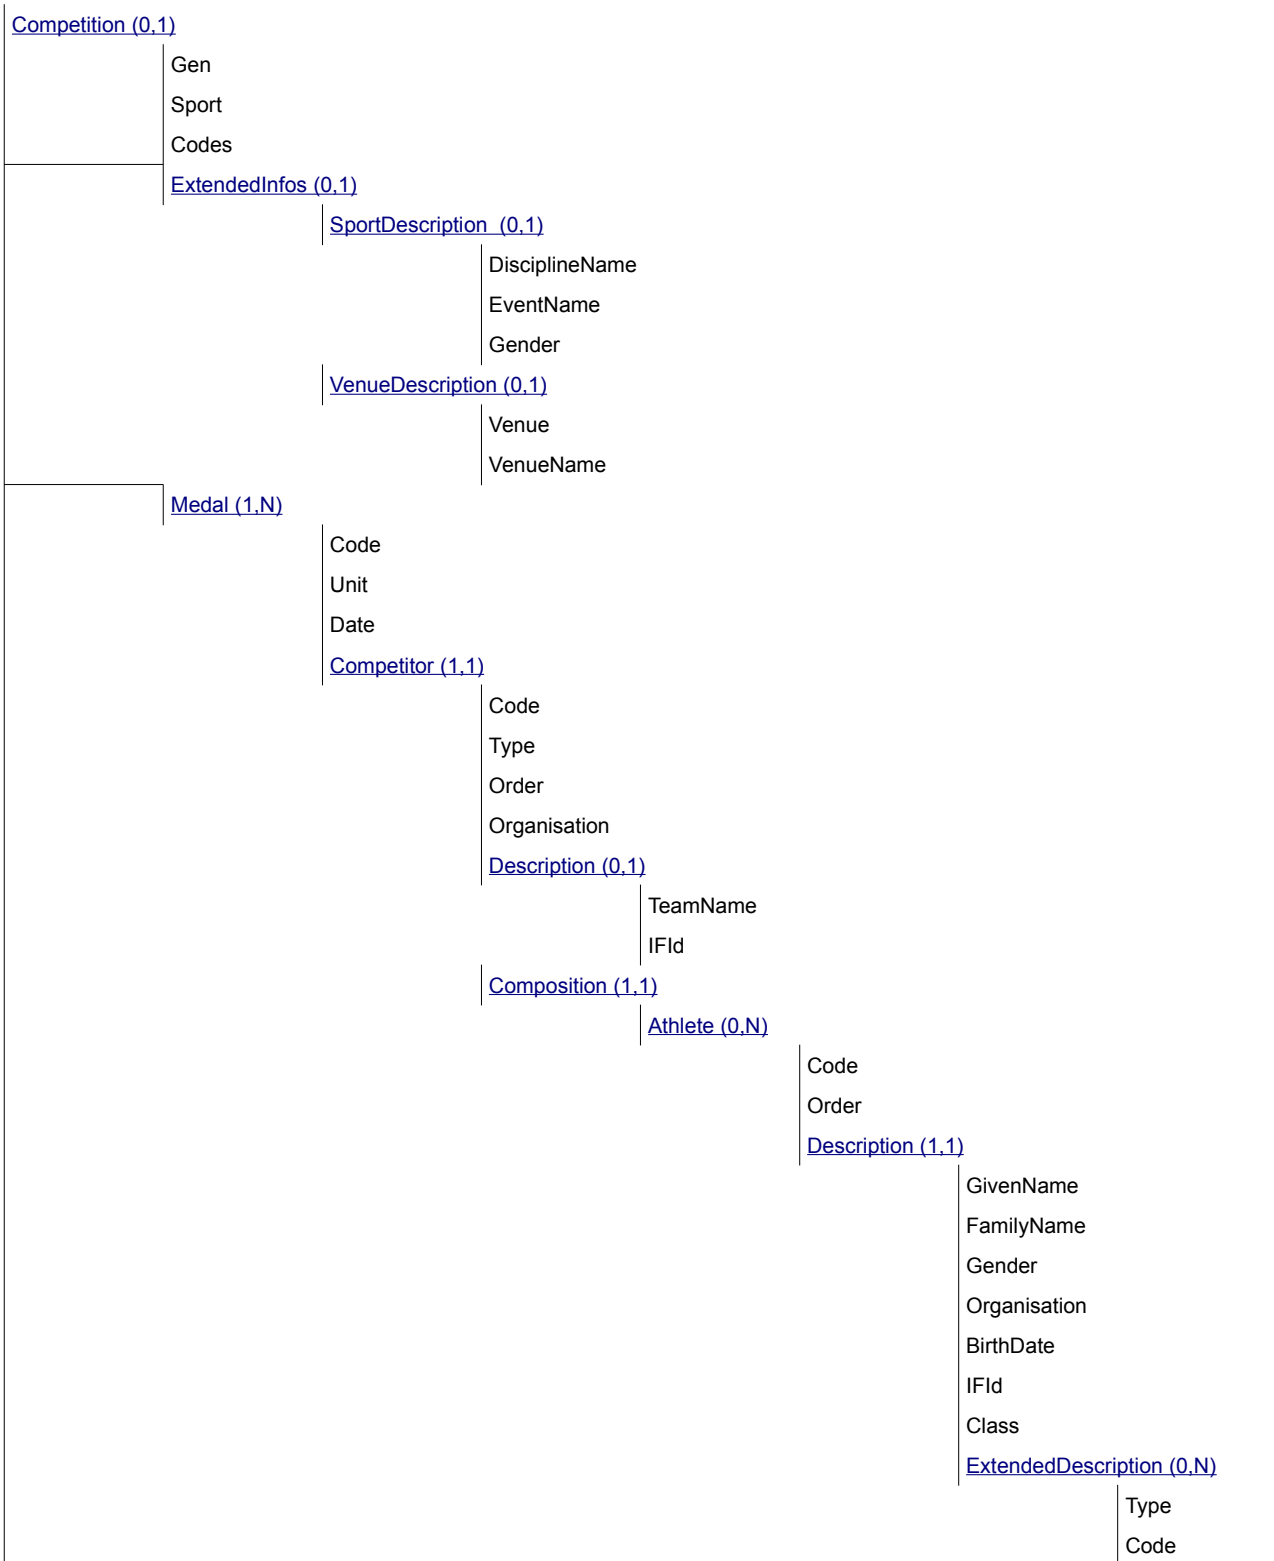 Competition (0,1)
Gen
Sport
Codes
ExtendedInfos (0,1)
SportDescription  (0,1)
DisciplineName
EventName
Gender
VenueDescription (0,1)
Venue
VenueName
Medal (1,N)
Code
Unit
Date
Competitor (1,1)
Code
Type
Order
Organisation
Description (0,1)
TeamName
IFId
Composition (1,1)
Athlete (0,N)
Code
Order
Description (1,1)
GivenName
FamilyName
Gender
Organisation
BirthDate
IFId
Class
ExtendedDescription (0,N)
Type
Code